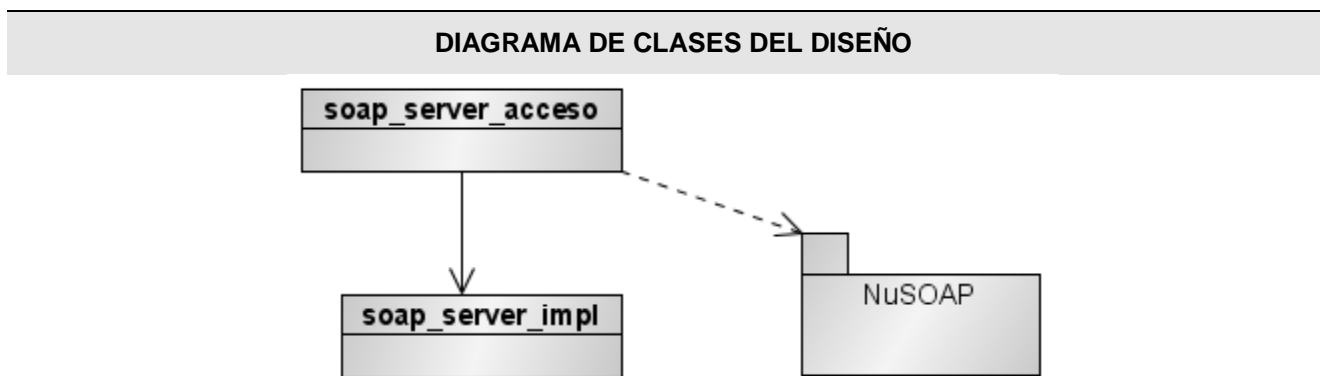 DIAGRAMA DE CLASES DEL DISEÑO
soap_server_acceso
soap_server_impl
NuSOAP